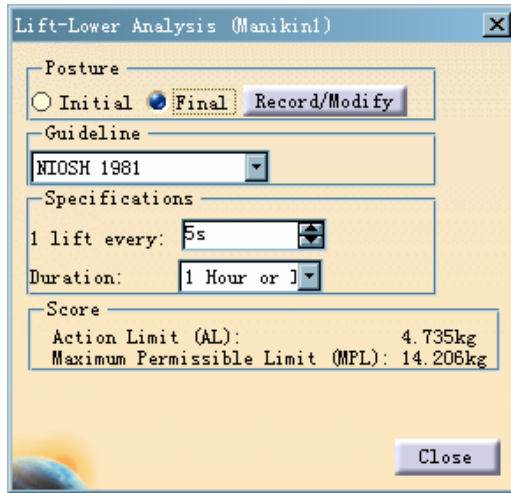 Lift-Lower Analysis (Manikin1)
Posture
Initial Final Record/Modify
Guideline
NIOSH 1981
Specifications
1 lift every: 5s
Duration: 1 Hour or
Score
Action Limit (AL): 4.735kg
Maximum Permissible Limit (MPL): 14.206kg
Close